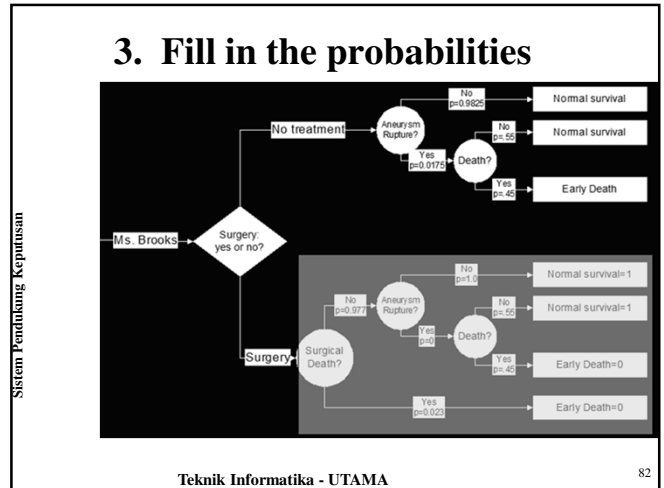 3. Fill in the probabilities
No
p=0.9825
Normal survival
No treatment
Aneurysm
Rupture?
No
p=.55
Normal survival
Yes
p=0.0175
Death?
Yes
p=.45
Early Death
Ms. Brooks
Surgery:
yes or no?
No
p=1.0
Normal survival=1
No
p=0.977
Aneurysm
Rupture?
No
p=.55
Normal survival=1
Yes
p=0
Death?
Surgery
Surgical
Death?
Yes
p=.45
Early Death=0
Yes
p=0.023
Early Death=0
Sistem Pendukung Keputusan
Teknik Informatika - UTAMA
82